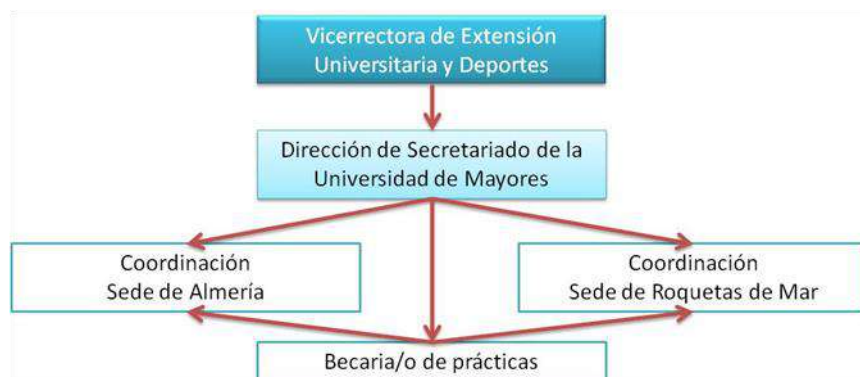 Vicerrectora de Extensión
Universitaria y Deportes
Dirección de Secretariado de la
Universidad de Mayores
Coordinación
Sede de Almería
Coordinación
Sede de Roquetas de Mar
Becaria/o de prácticas